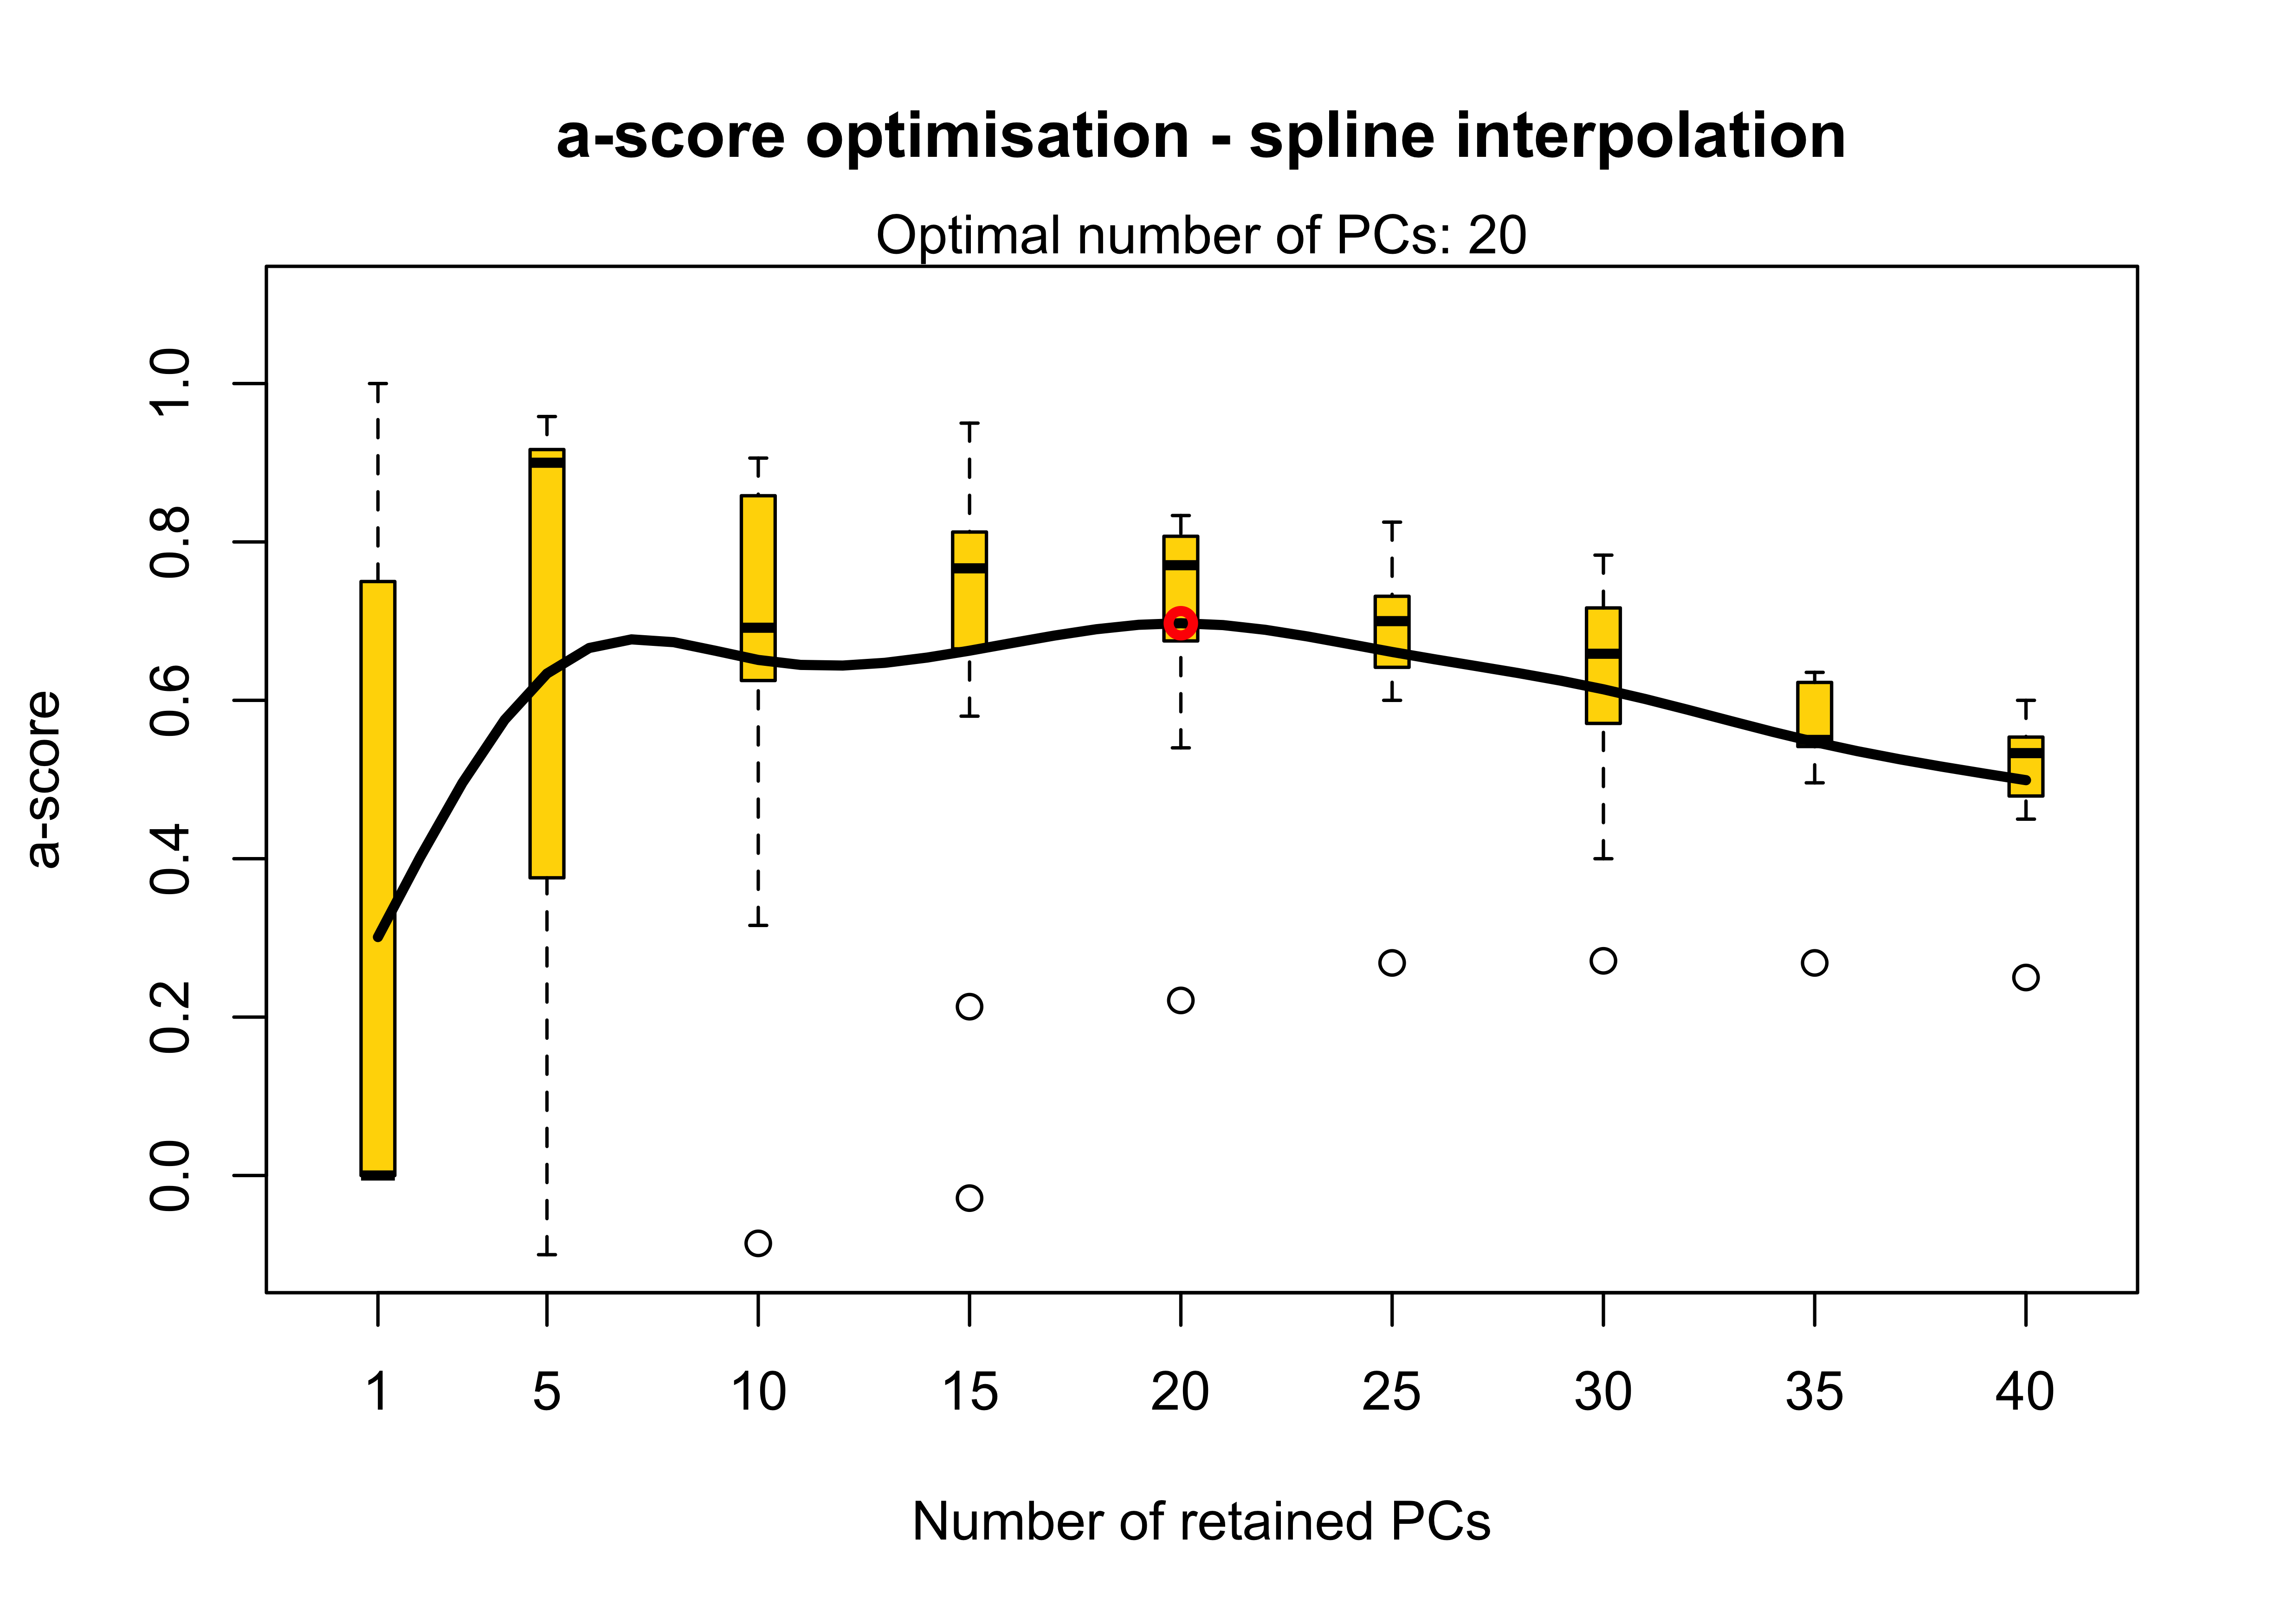 a-score optimisation - spline interpolation
Optimal number of PCs: 20
a-score
1.0
0.8
0.6
0.4
0.2
0.0
1 5 10 15 20 25 30 35 40
Number of retained PCs